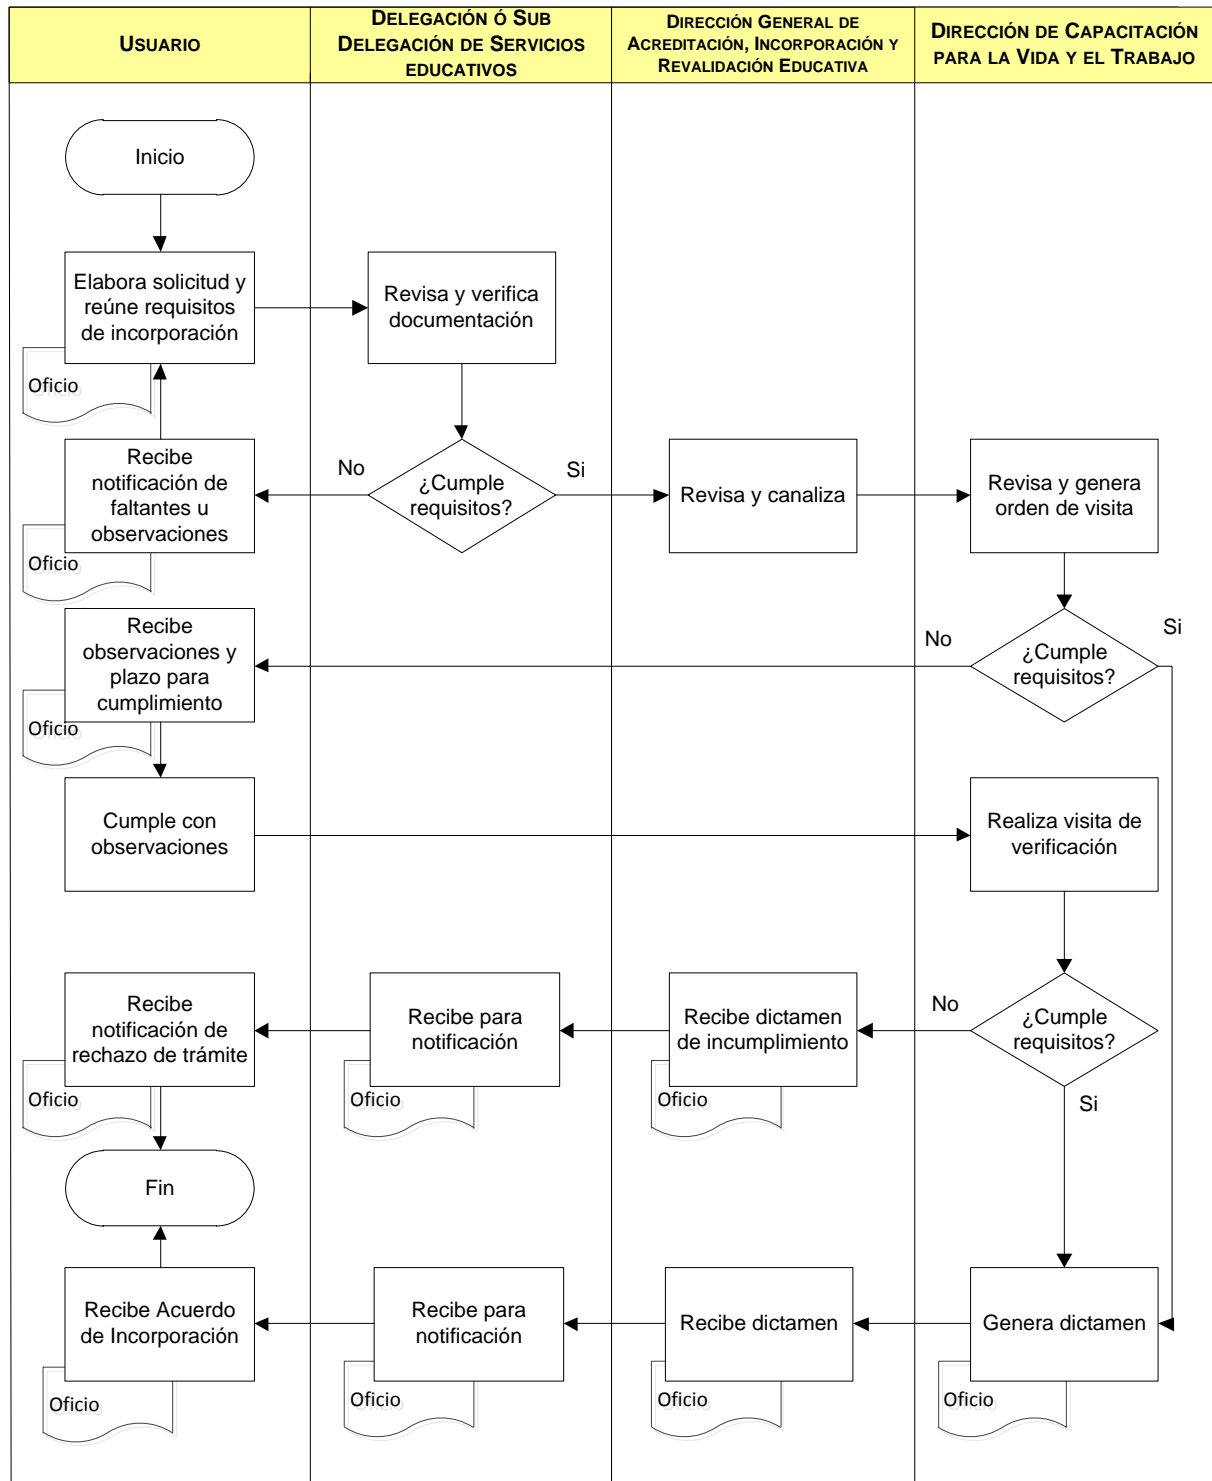 USUARIO
DELEGACIÓN Ó SUB
DELEGACIÓN DE SERVICIOS
EDUCATIVOS
DIRECCIÓN GENERAL DE
ACREDITACIÓN, INCORPORACIÓN Y
REVALIDACIÓN EDUCATIVA
DIRECCIÓN DE CAPACITACIÓN
PARA LA VIDA Y EL TRABAJO
Inicio
Elabora solicitud y
reúne requisitos
de incorporación
Oficio
Revisa y verifica
documentación
Recibe
notificación de
faltantes u
observaciones
Oficio
No
¿Cumple
requisitos?
Si
Revisa y canaliza
Revisa y genera
orden de visita
Recibe
observaciones y
plazo para
cumplimiento
Oficio
No
¿Cumple
requisitos?
Si
Cumple con
observaciones
Realiza visita de
verificación
Recibe
notificación de
rechazo de trámite
Oficio
Recibe para
notificación
Oficio
Recibe dictamen
de incumplimiento
Oficio
No
¿Cumple
requisitos?
Si
Fin
Recibe Acuerdo
de Incorporación
Oficio
Recibe para
notificación
Oficio
Recibe dictamen
Oficio
Genera dictamen
Oficio